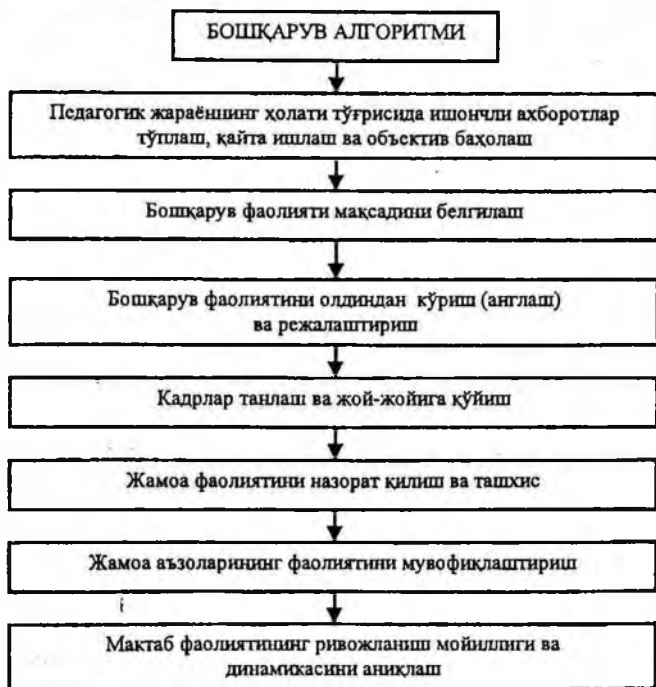 БОШҚАРУВ АЛГОРИТМИ
Педагогик жараённинг ҳолати тўғрисида ишончли ахборотлар
тўплаш, қайта ишлаш ва объектив баҳолаш
Бошқарув фаолияти мақсадини белгилаш
Бошқарув фаолиятини олдиндан кўриш (англаш)
ва режалаштириш
Кадрлар танлаш ва жой-жойига қўйиш
Жамоа фаолиятини назорат қилиш ва ташхис
Жамоа аъзоларининг фаолиятини мувофиқлаштириш
Мактаб фаолиятининг ривожланиш мойиллиги ва
динамикасини аниқлаш